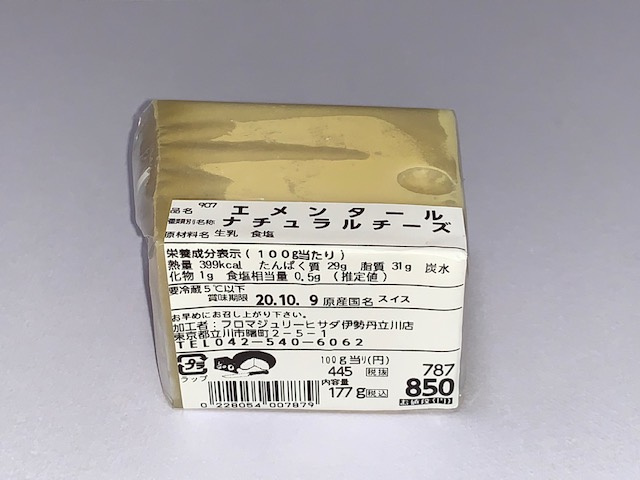 907
品名 エメンタール
種類別名称 ナチュラルチーズ
原材料名 生乳 食塩
栄養成分表示(100g当たり)
熱量 399kcal たんぱく質 29g 脂質 31g 炭水
化物 1g 食塩相当量 0.5g (推定値)
要冷蔵5℃以下
賞味期限 20.10.9 原産国名 スイス
お早めにお召し上がり下さい。
加工者:フロマジュリーヒサダ伊勢丹立川店
東京都立川市曙町2-5-1
TEL042-540-6062
プラ
ラップ
100g当り(円)
445 税抜 787
内容量
177g 税込 850
お値段(円)
0 228054 007879